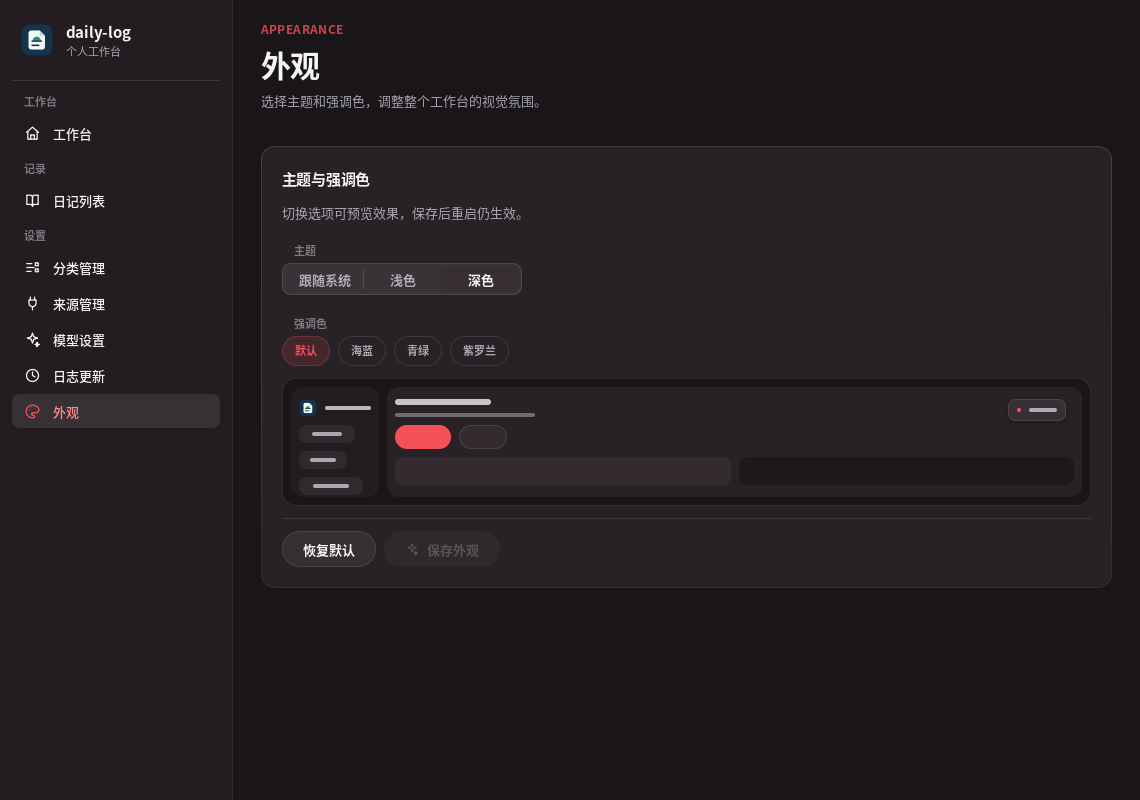 daily-log
个人工作台
工作台
工作台
记录
日记列表
设置
分类管理
来源管理
模型设置
日志更新
外观
APPEARANCE
外观
选择主题和强调色，调整整个工作台的视觉氛围。
主题与强调色
切换选项可预览效果，保存后重启仍生效。
主题
跟随系统 浅色 深色
强调色
默认 海蓝 青绿 紫罗兰
恢复默认 保存外观